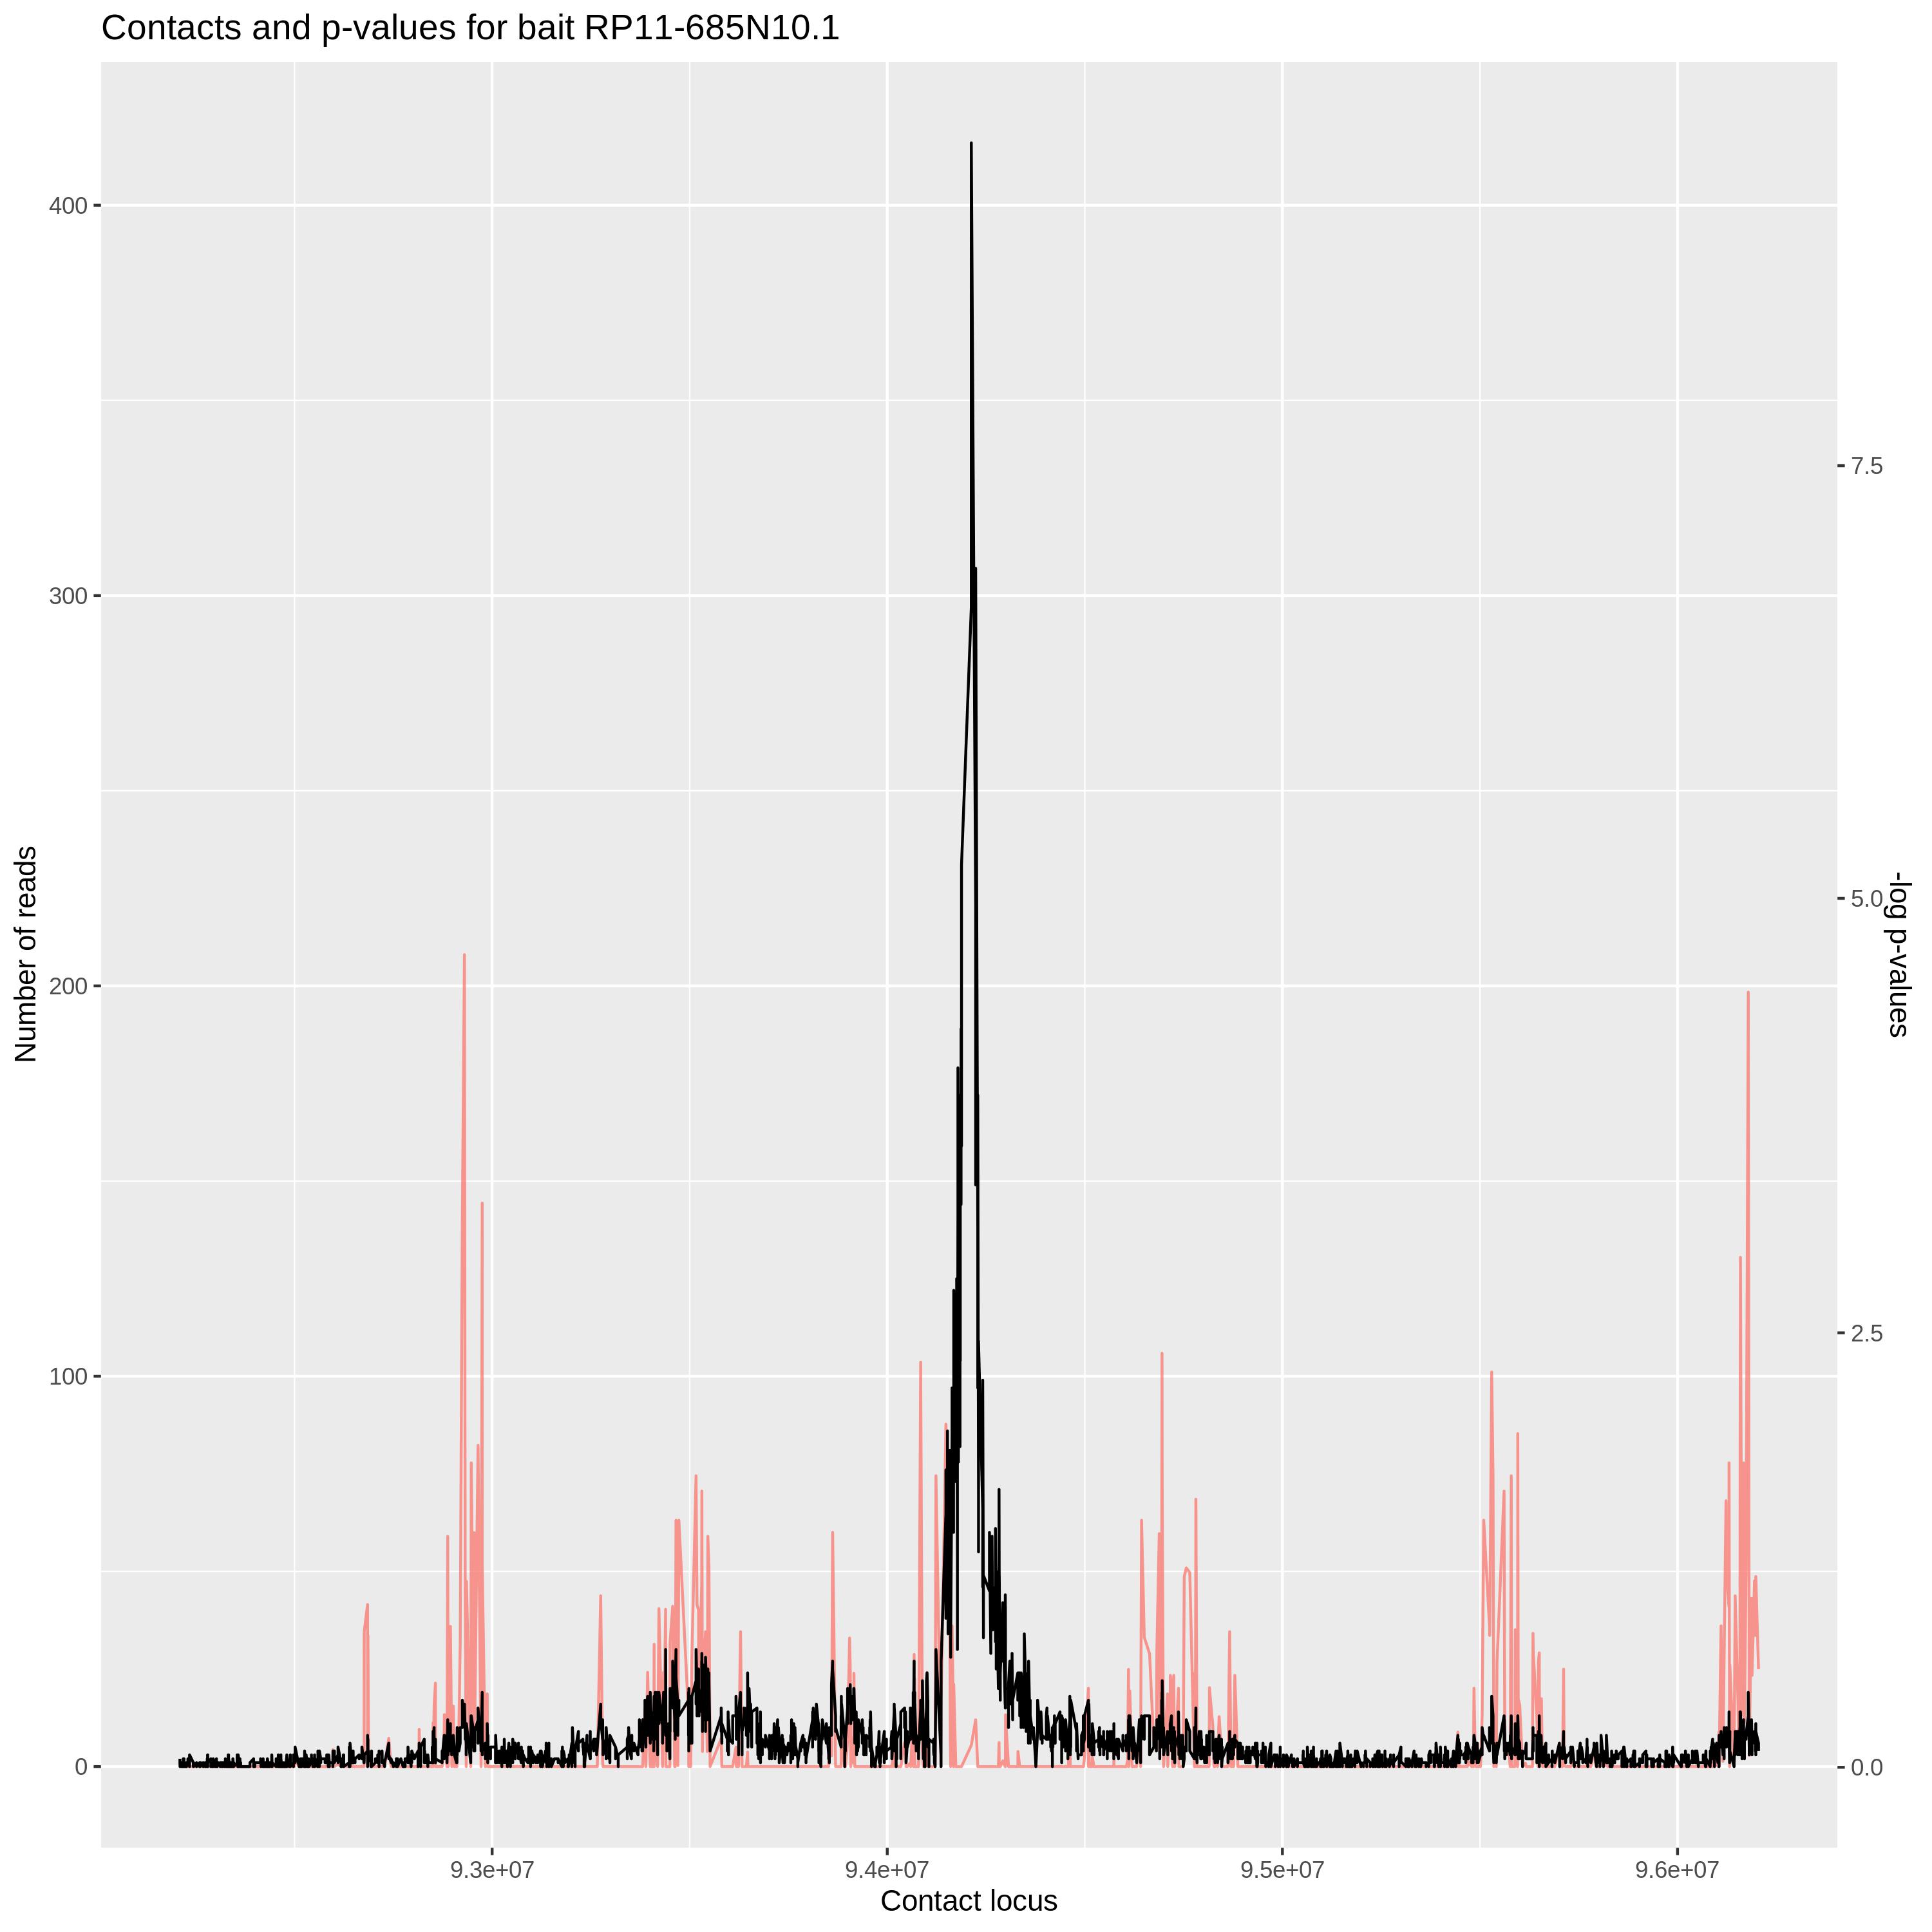 Contacts and p-values for bait RP11-685N10.1
400
300
200
100
0
Number of reads
7.5
5.0
2.5
0.0
-log p-values
9.3e+07
9.4e+07
9.5e+07
9.6e+07
Contact locus